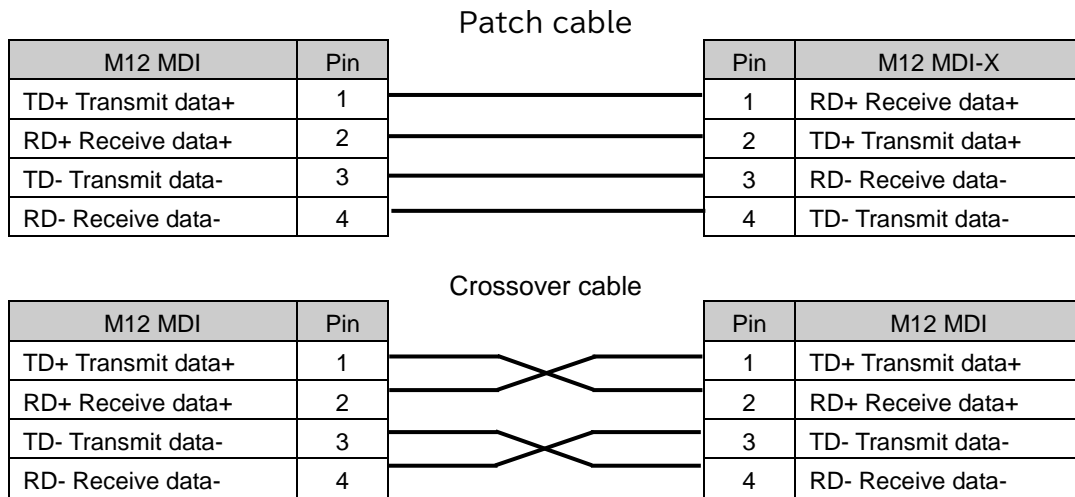 Patch cable
M12 MDI Pin Pin M12 MDI-X
TD+ Transmit data+ 1 1 RD+ Receive data+
RD+ Receive data+ 2 2 TD+ Transmit data+
TD- Transmit data- 3 3 RD- Receive data-
RD- Receive data- 4 4 TD- Transmit data-
Crossover cable
M12 MDI Pin Pin M12 MDI
TD+ Transmit data+ 1 1 TD+ Transmit data+
RD+ Receive data+ 2 2 RD+ Receive data+
TD- Transmit data- 3 3 TD- Transmit data-
RD- Receive data- 4 4 RD- Receive data-